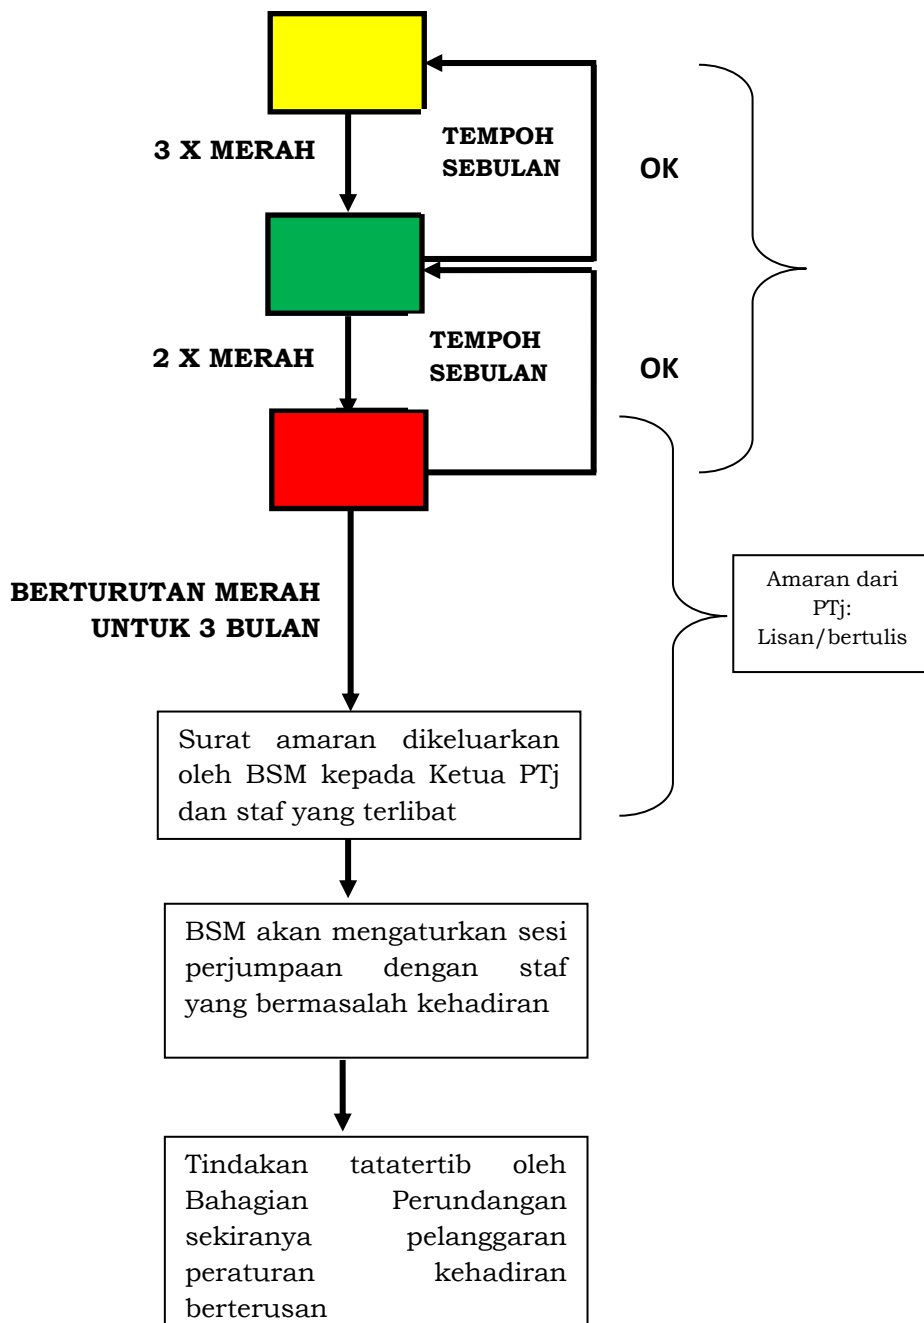 3 X MERAH
TEMPOH
SEBULAN
OK
2 X MERAH
TEMPOH
SEBULAN
OK
BERTURUTAN MERAH
UNTUK 3 BULAN
Amaran dari
PTj:
Lisan/bertulis
Surat amaran dikeluarkan
oleh BSM kepada Ketua PTj
dan staf yang terlibat
BSM akan mengaturkan sesi
perjumpaan dengan staf
yang bermasalah kehadiran
Tindakan tatatertib oleh
Bahagian Perundangan
sekiranya pelanggaran
peraturan kehadiran
berterusan